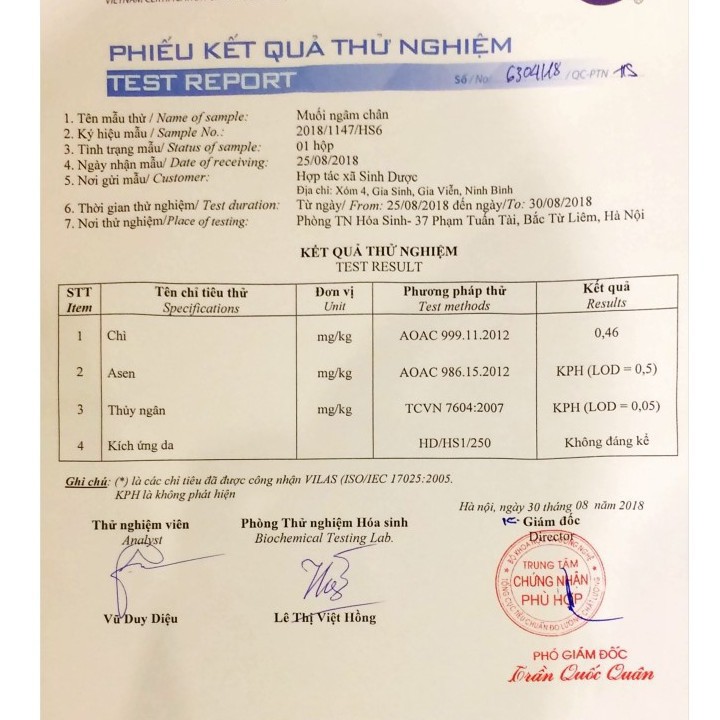 PHIẾU KẾT QUẢ THỬ NGHIỆM
TEST REPORT
Số/No: 6304/18 /QC-PTN HS
1. Tên mẫu thử / Name of sample: Muối ngâm chân
2. Ký hiệu mẫu / Sample No.: 2018/1147/HS6
3. Tình trạng mẫu/ Status of sample: 01 hộp
4. Ngày nhận mẫu/ Date of receiving: 25/08/2018
5. Nơi gửi mẫu/ Customer: Hợp tác xã Sinh Dược
Địa chỉ: Xóm 4, Gia Sinh, Gia Viễn, Ninh Bình
6. Thời gian thử nghiệm/ Test duration: Từ ngày/ From: 25/08/2018 đến ngày/To: 30/08/2018
7. Nơi thử nghiệm/Place of testing: Phòng TN Hóa Sinh- 37 Phạm Tuấn Tài, Bắc Từ Liêm, Hà Nội
KẾT QUẢ THỬ NGHIỆM
TEST RESULT
STT Tên chỉ tiêu thử Đơn vị Phương pháp thử Kết quả
Item Specifications Unit Test methods Results
1 Chì mg/kg AOAC 999.11.2012 0,46
2 Asen mg/kg AOAC 986.15.2012 KPH (LOD = 0,5)
3 Thủy ngân mg/kg TCVN 7604:2007 KPH (LOD = 0,05)
4 Kích ứng da HD/HS1/250 Không đáng kể
Ghi chú: (*) là các chỉ tiêu đã được công nhận VILAS (ISO/IEC 17025:2005.
KPH là không phát hiện
Hà nội, ngày 30 tháng 08 năm 2018
Thử nghiệm viên Phòng Thử nghiệm Hóa sinh K. Giám đốc
Analyst Biochemical Testing Lab. Director
TRUNG TÂM
CHỨNG NHẬN
PHÙ HỢP
Vũ Duy Diệu Lê Thị Việt Hồng
PHÓ GIÁM ĐỐC
Trần Quốc Quân